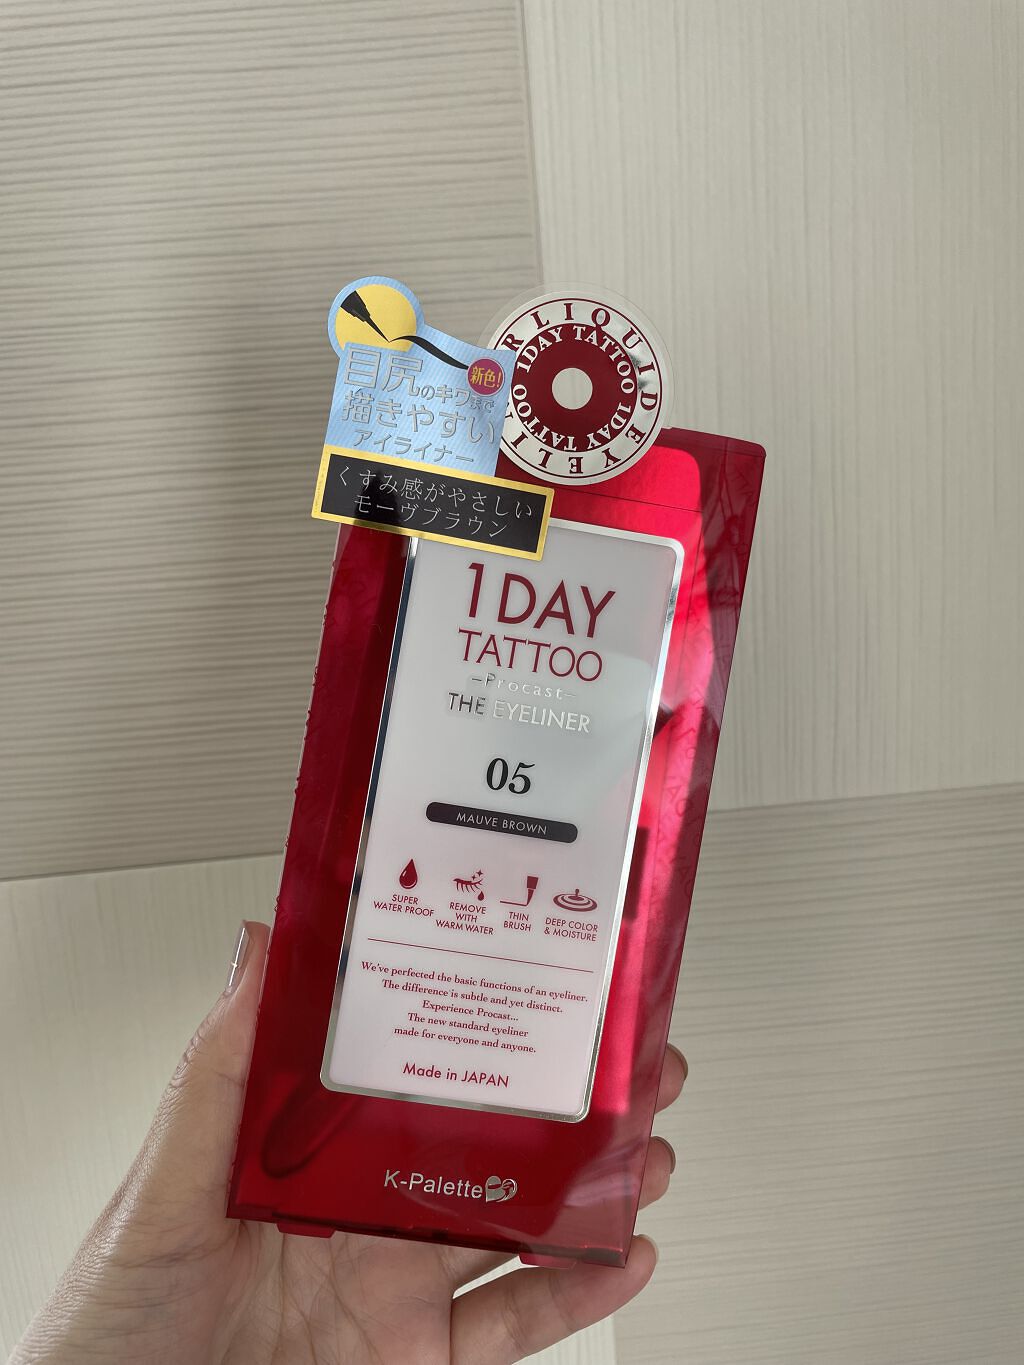 目尻のキワまで
新色!
描きやすい
アイライナー
くすみ感がやさしい
モーヴブラウン
LIQUID EYELINER
1DAY TATTOO 1DAY TATTOO 1DAY TATTOO
1DAY
TATTOO
–Procast–
THE EYELINER
05
MAUVE BROWN
SUPER
WATER PROOF
REMOVE
WITH
WARM WATER
THIN
BRUSH
DEEP COLOR
& MOISTURE
We've perfected the basic functions of an eyeliner.
The difference is subtle and yet distinct.
Experience Procast...
The new standard eyeliner
made for everyone and anyone.
Made in JAPAN
K-Palette